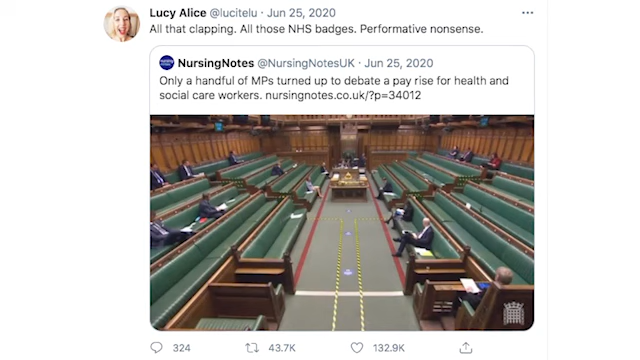 Lucy Alice @lucitelu · Jun 25, 2020
All that clapping. All those NHS badges. Performative nonsense.
NursingNotes @NursingNotesUK · Jun 25, 2020
Only a handful of MPs turned up to debate a pay rise for health and
social care workers. nursingnotes.co.uk/?p=34012
324
43.7K
132.9K